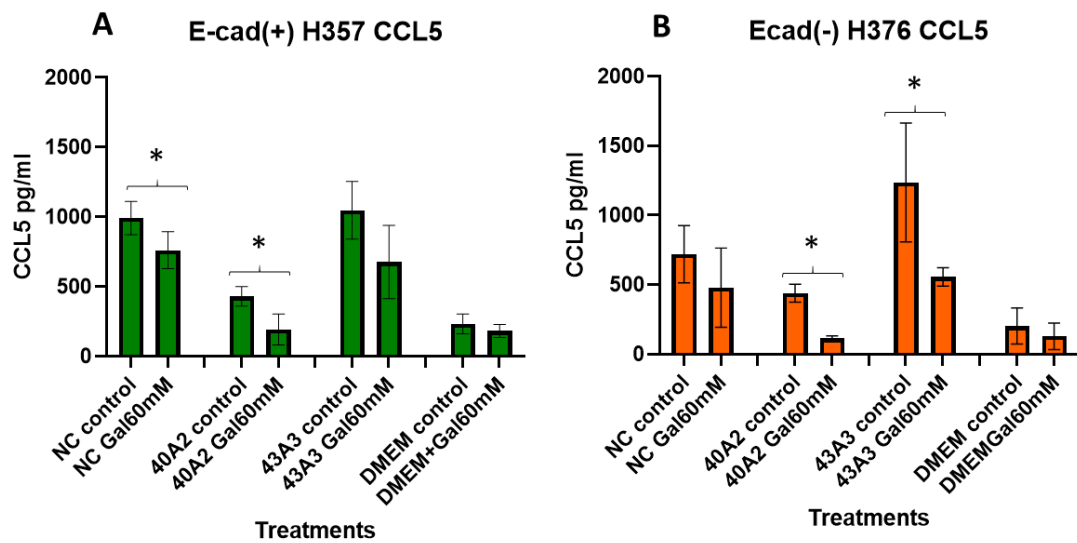 A
E-cad(+) H357 CCL5
2000
1500
1000
500
0
CCL5 pg/ml
*
*
NC control
NC Gal60mM
40A2 control
40A2 Gal60mM
43A3 control
43A3 Gal60mM
DMEM control
DMEM+Gal60mM
Treatments
B
Ecad(-) H376 CCL5
2000
1500
1000
500
0
CCL5 pg/ml
*
*
NC control
NC Gal60mM
40A2 control
40A2 Gal60mM
43A3 control
43A3 Gal60mM
DMEM control
DMEMGal60mM
Treatments